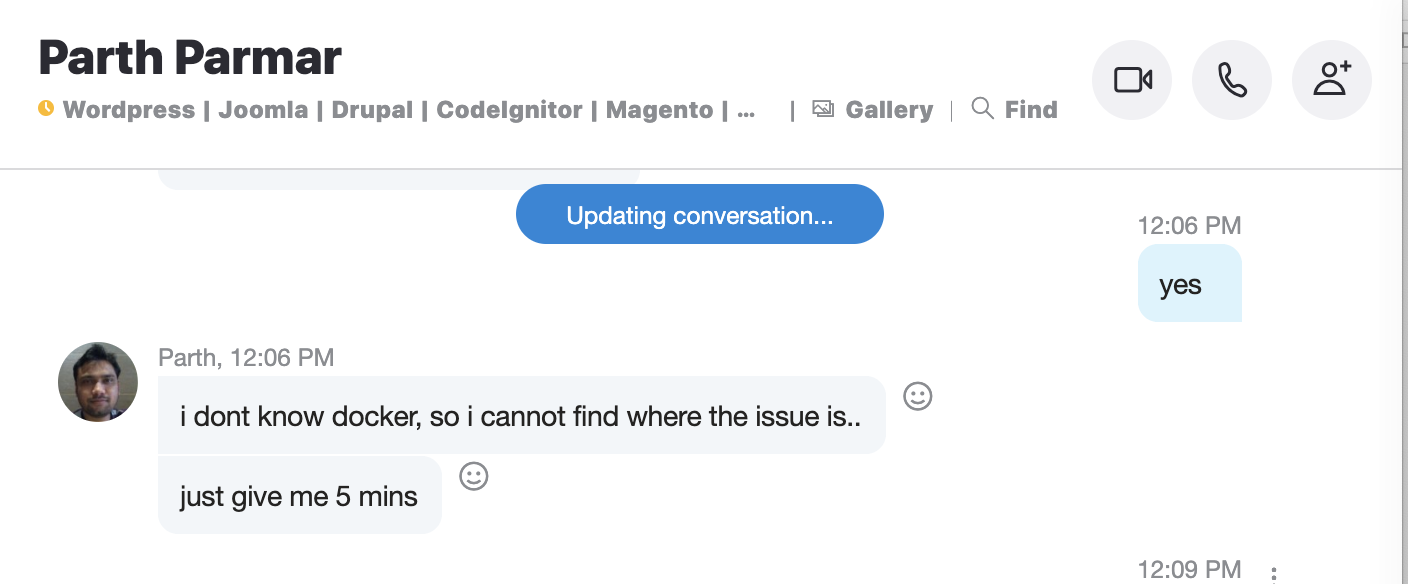 Parth Parmar
Wordpress | Joomla | Drupal | CodeIgnitor | Magento | ... | Gallery | Find
Updating conversation...
12:06 PM
yes
Parth, 12:06 PM
i dont know docker, so i cannot find where the issue is..
just give me 5 mins
12:09 PM